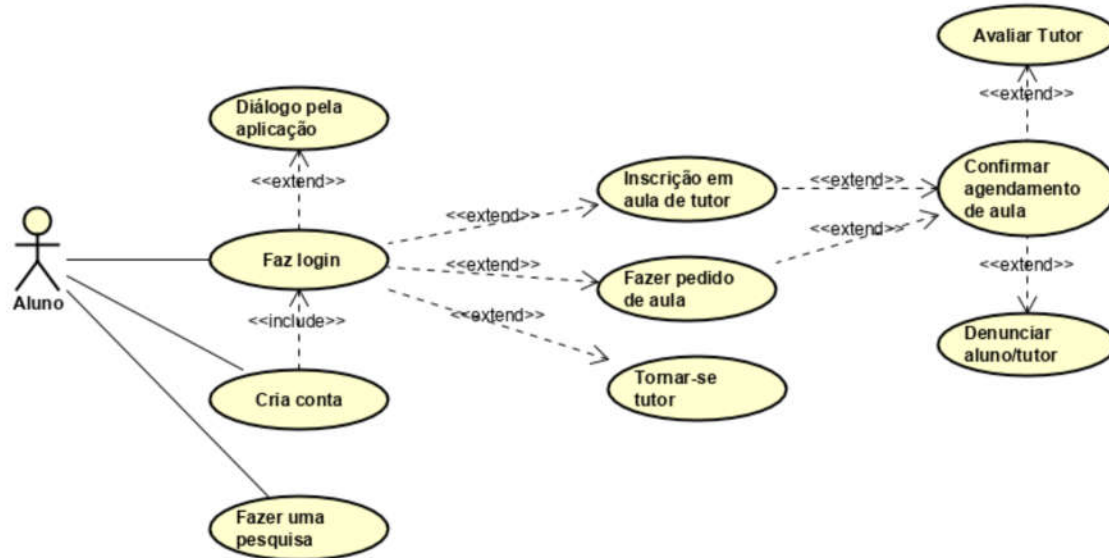 Avaliar Tutor
<<extend>>
Diálogo pela
aplicação
<<extend>>
Inscrição em
aula de tutor
<<extend>>
Confirmar
agendamento
de aula
<<extend>>
Aluno
Faz login
<<extend>>
Fazer pedido
de aula
<<extend>>
<<extend>>
<<include>>
<<extend>>
Denunciar
aluno/tutor
Tornar-se
tutor
Cria conta
Fazer uma
pesquisa